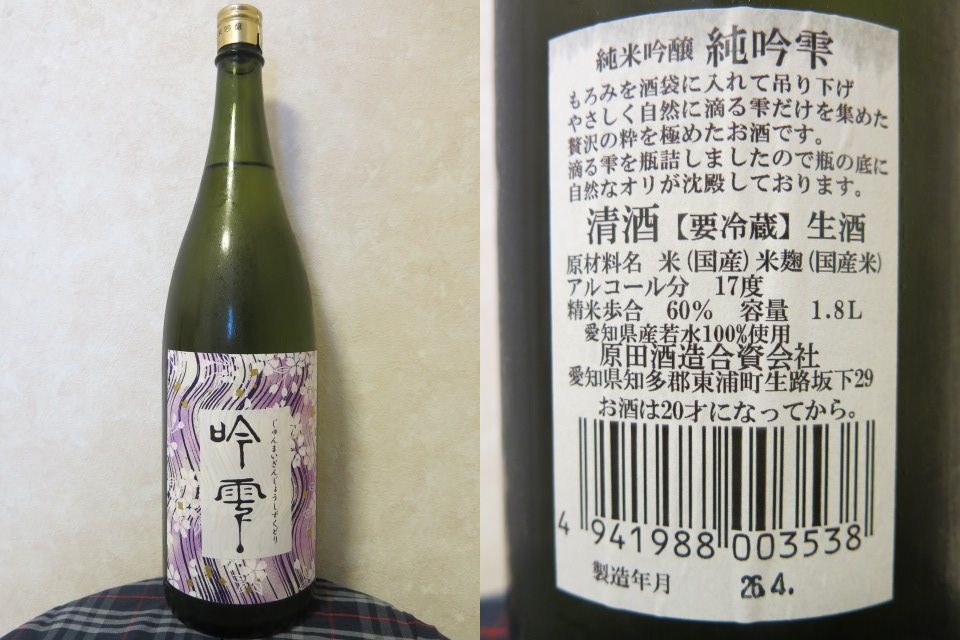 吟雫
じゅんまいぎんじょうしずくどり
純米吟醸 純吟雫
もろみを酒袋に入れて吊り下げ
やさしく自然に滴る雫だけを集めた
贅沢の粋を極めたお酒です。
滴る雫を瓶詰しましたので瓶の底に
自然なオリが沈殿しております。
清酒【要冷蔵】生酒
原材料名 米(国産)米麹(国産米)
アルコール分 17度
精米歩合 60% 容量 1.8L
愛知県産若水100%使用
原田酒造合資会社
愛知県知多郡東浦町生路坂下29
お酒は20才になってから。
4 941988 003538
製造年月 26.4.